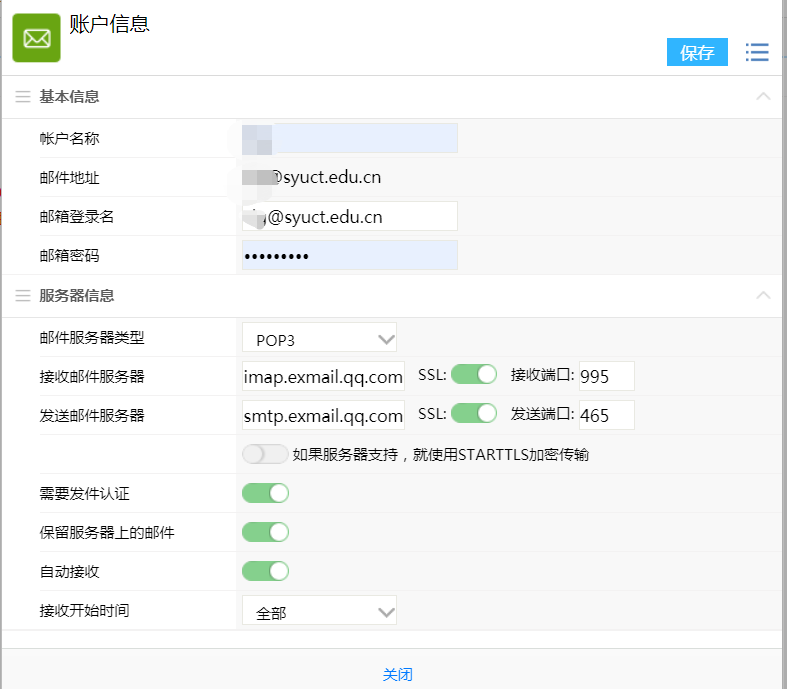 账户信息
保存
基本信息
帐户名称
邮件地址 @syuct.edu.cn
邮箱登录名 @syuct.edu.cn
邮箱密码 •••••••••
服务器信息
邮件服务器类型 POP3
接收邮件服务器 imap.exmail.qq.com SSL: 接收端口: 995
发送邮件服务器 smtp.exmail.qq.com SSL: 发送端口: 465
如果服务器支持，就使用STARTTLS加密传输
需要发件认证
保留服务器上的邮件
自动接收
接收开始时间 全部
关闭